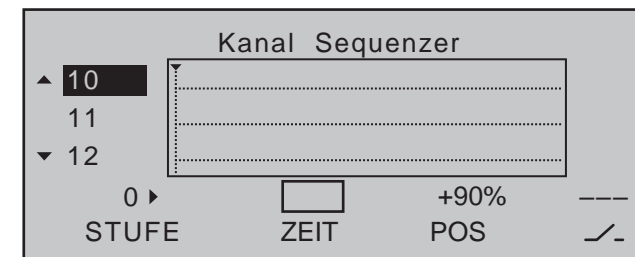 Kanal Sequenzer
10
11
12
0 +90% ---
STUFE ZEIT POS